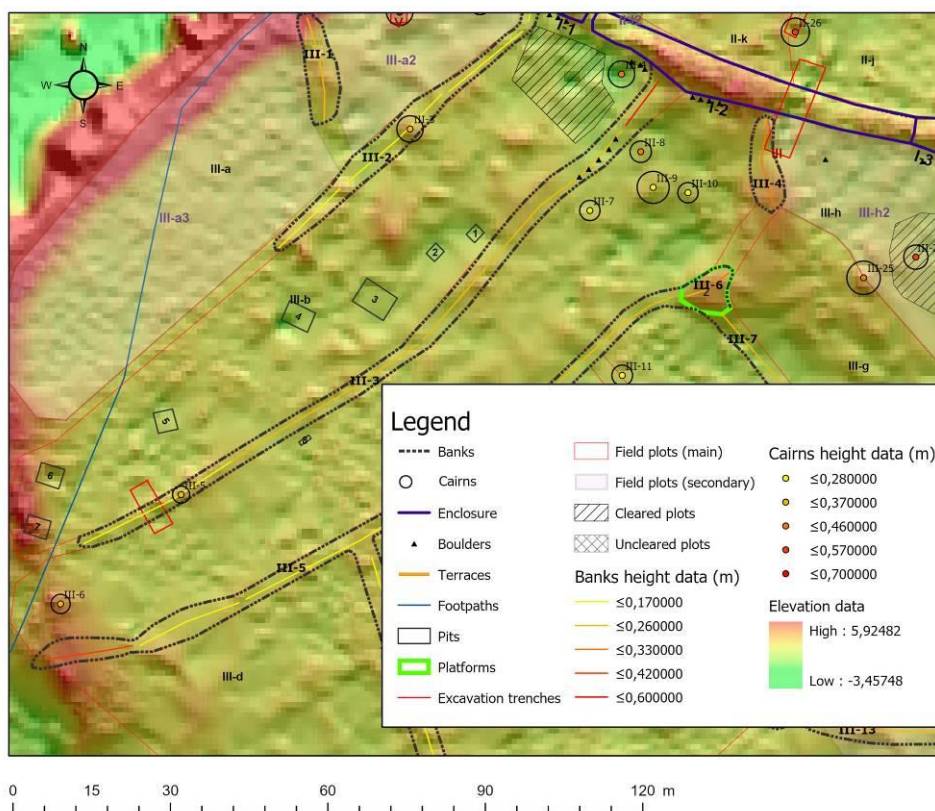 II-26
II-k
II-j
III-a2
I-1
I-2
I-3
III-1
III-3
III-2
III-8
III-9
III-10
III-7
III-4
III-a
III-a3
III-h
III-h2
III-25
1
2
3
4
III-b
III-6
2
III-7
III-3
III-11
III-g
5
6
7
8
III-5
III-5
III-6
III-d
III-13
N
W
E
S
Legend
Banks
Cairns
Enclosure
Boulders
Terraces
Footpaths
Pits
Platforms
Excavation trenches
Field plots (main)
Field plots (secondary)
Cleared plots
Uncleared plots
Banks height data (m)
≤0,170000
≤0,260000
≤0,330000
≤0,420000
≤0,600000
Cairns height data (m)
≤0,280000
≤0,370000
≤0,460000
≤0,570000
≤0,700000
Elevation data
High : 5,92482
Low : -3,45748
0 15 30 60 90 120 m